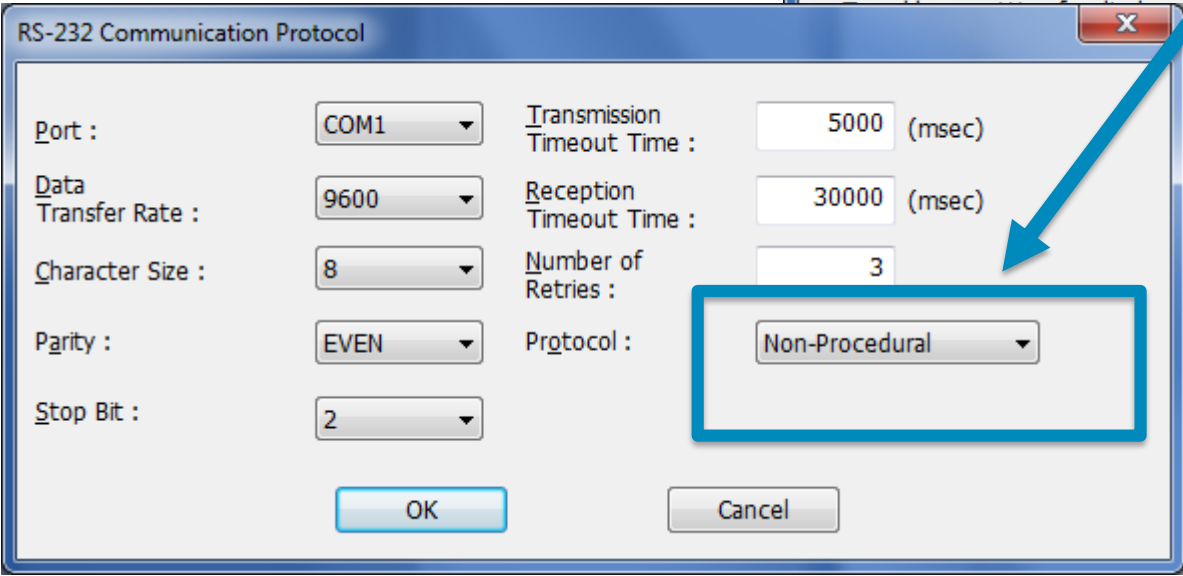 RS-232 Communication Protocol
Port :
COM1
Transmission
Timeout Time :
5000 (msec)
Data
Transfer Rate :
9600
Reception
Timeout Time :
30000 (msec)
Character Size :
8
Number of
Retries :
3
Parity :
EVEN
Protocol :
Non-Procedural
Stop Bit :
2
OK
Cancel